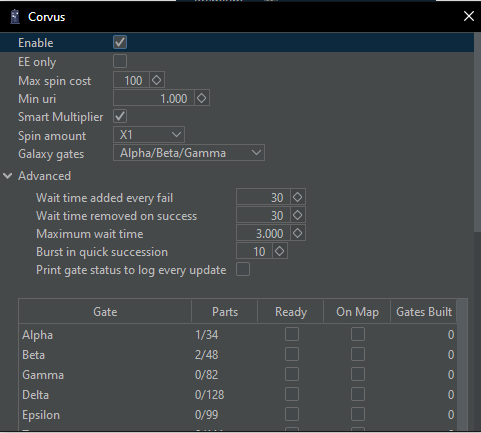 Corvus
Enable
EE only
Max spin cost 100
Min uri 1.000
Smart Multiplier
Spin amount X1
Galaxy gates Alpha/Beta/Gamma
Advanced
Wait time added every fail 30
Wait time removed on success 30
Maximum wait time 3.000
Burst in quick succession 10
Print gate status to log every update
Gate Parts Ready On Map Gates Built
Alpha 1/34 0
Beta 2/48 0
Gamma 0/82 0
Delta 0/128 0
Epsilon 0/99 0